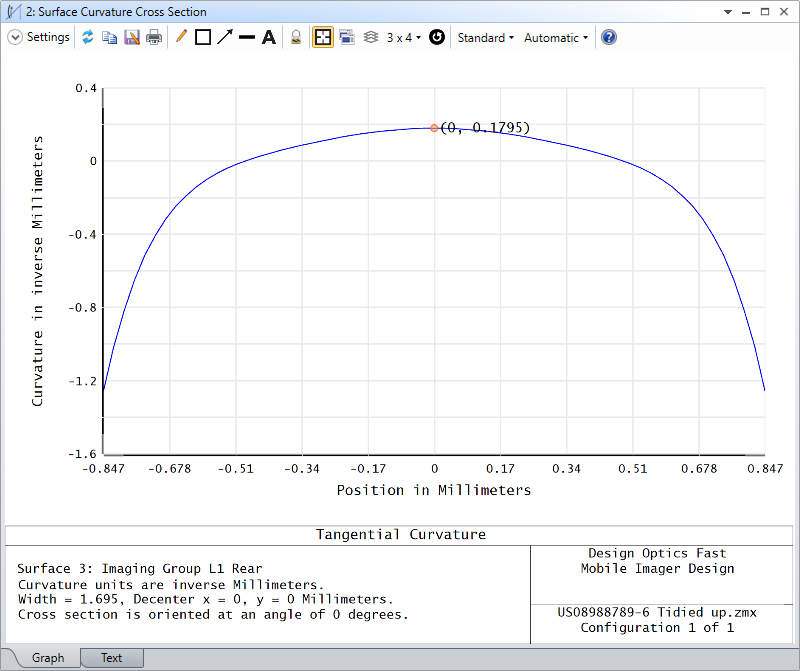 2: Surface Curvature Cross Section
Settings
A
3 x 4
Standard
Automatic
?
0.4
0
-0.4
-0.8
-1.2
-1.6
Curvature in inverse Millimeters
(0, 0.1795)
-0.847 -0.678 -0.51 -0.34 -0.17 0 0.17 0.34 0.51 0.678 0.847
Position in Millimeters
Tangential Curvature
Surface 3: Imaging Group L1 Rear
Curvature units are inverse Millimeters.
Width = 1.695, Decenter x = 0, y = 0 Millimeters.
Cross section is oriented at an angle of 0 degrees.
Design Optics Fast
Mobile Imager Design
US08988789-6 Tidied up.zmx
Configuration 1 of 1
Graph
Text